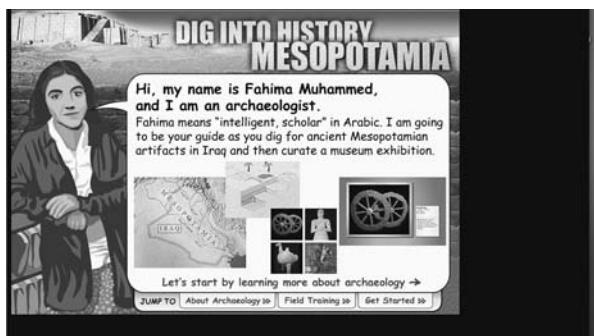 DIG INTO HISTORY
MESOPOTAMIA
Hi, my name is Fahima Muhammed,
and I am an archaeologist.
Fahima means "intelligent, scholar" in Arabic. I am going
to be your guide as you dig for ancient Mesopotamian
artifacts in Iraq and then curate a museum exhibition.
MESOPOTAMIA
IRAQ
Let's start by learning more about archaeology →
JUMP TO About Archaeology >> Field Training >> Get Started >>